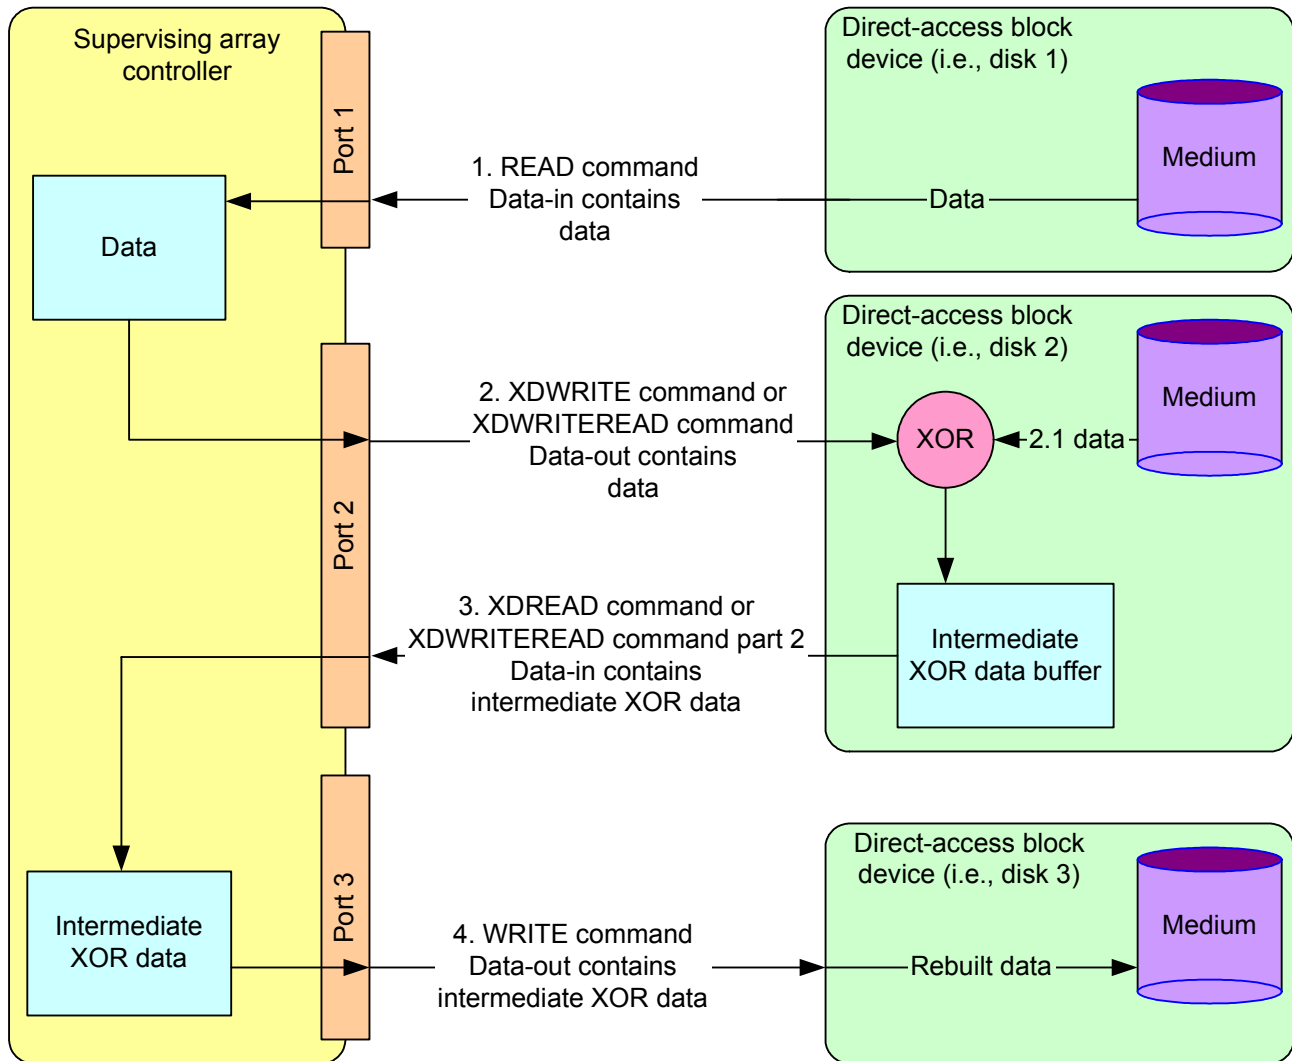 Supervising array
controller
Port 1
Data
1. READ command
Data-in contains
data
Direct-access block
device (i.e., disk 1)
Data
Medium
Port 2
2. XDWRITE command or
XDWRITEREAD command
Data-out contains
data
Direct-access block
device (i.e., disk 2)
XOR
2.1 data
Medium
3. XDREAD command or
XDWRITEREAD command part 2
Data-in contains
intermediate XOR data
Intermediate
XOR data buffer
Intermediate
XOR data
Port 3
4. WRITE command
Data-out contains
intermediate XOR data
Direct-access block
device (i.e., disk 3)
Rebuilt data
Medium